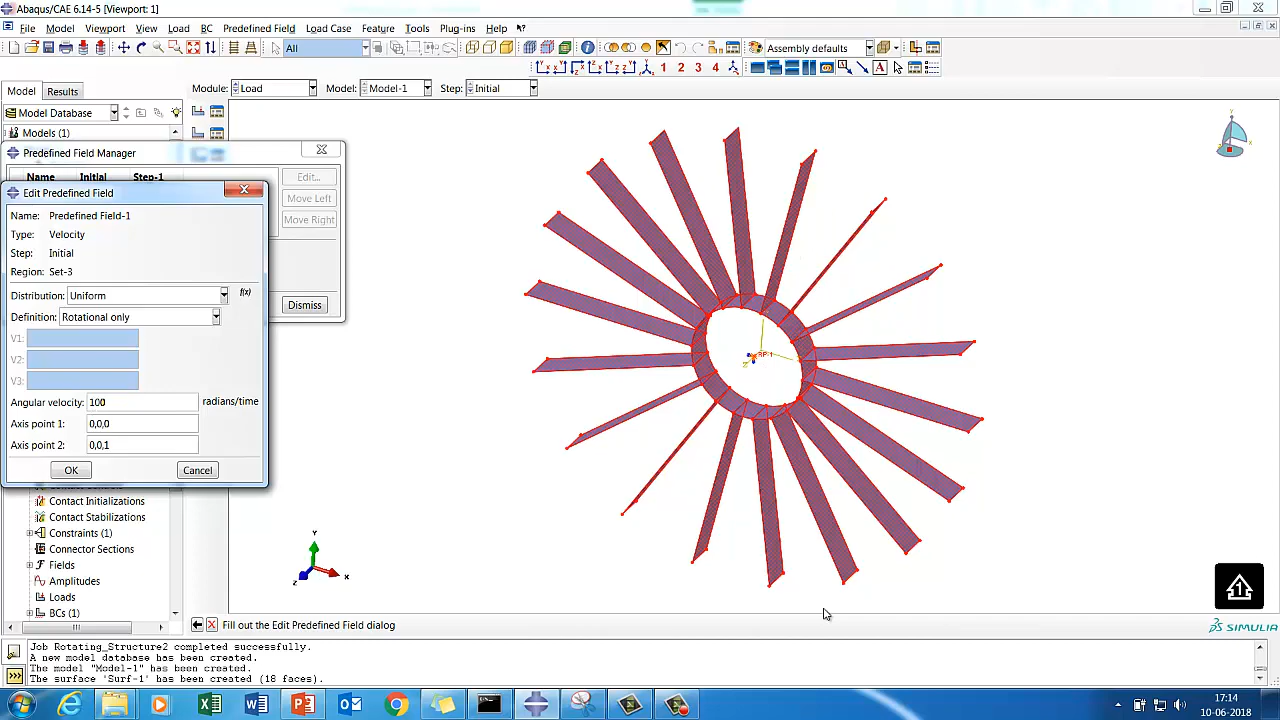 Abaqus/CAE 6.14-5 [Viewport: 1]
File Model Viewport View Load BC Predefined Field Load Case Feature Tools Plug-ins Help
All
Assembly defaults
1 2 3 4 A
Model Results
Module: Load Model: Model-1 Step: Initial
Model Database
Models (1)
Predefined Field Manager
Name Initial Step-1
Edit...
Move Left
Move Right
Dismiss
Edit Predefined Field
Name: Predefined Field-1
Type: Velocity
Step: Initial
Region: Set-3
Distribution: Uniform f(x)
Definition: Rotational only
V1:
V2:
V3:
Angular velocity: 100 radians/time
Axis point 1: 0,0,0
Axis point 2: 0,0,1
OK Cancel
Contact Initializations
Contact Stabilizations
Constraints (1)
Connector Sections
Fields
Amplitudes
Loads
BCs (1)
RP-1
Y
X
Z
Fill out the Edit Predefined Field dialog
SIMULIA
Job Rotating_Structure2 completed successfully.
A new model database has been created.
The model "Model-1" has been created.
The surface 'Surf-1' has been created (18 faces).
17:14
10-06-2018